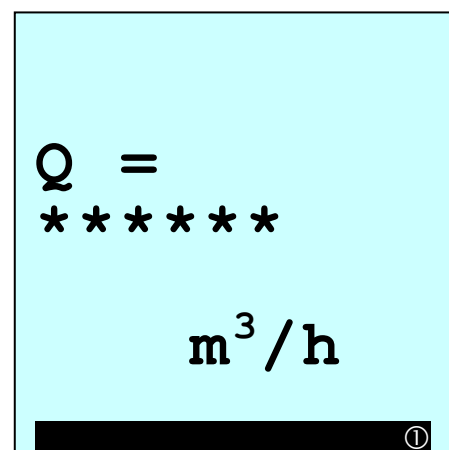 Q =
******
m³/h
①